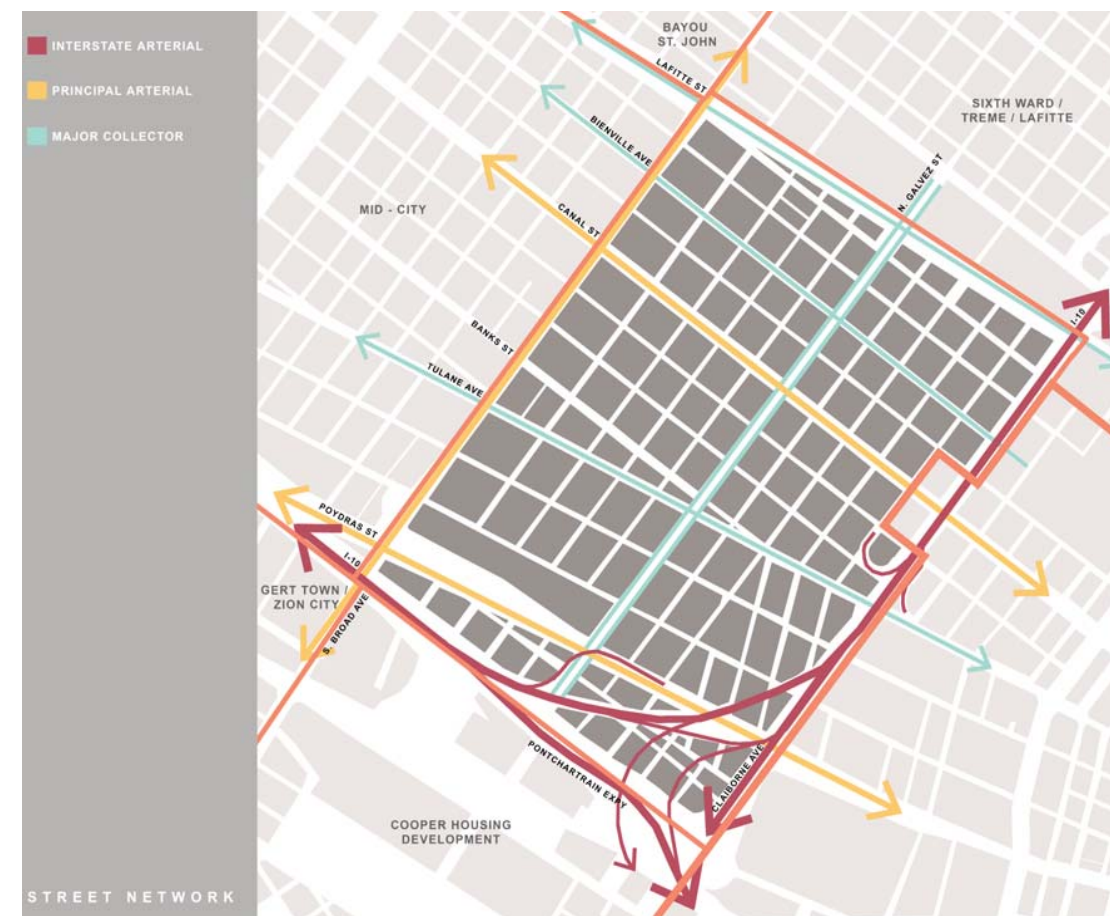 INTERSTATE ARTERIAL
PRINCIPAL ARTERIAL
MAJOR COLLECTOR
BAYOU
ST. JOHN
LAFITTE ST
SIXTH WARD /
TREME / LAFITTE
BIENVILLE AVE
N. GALVEZ ST
MID - CITY
CANAL ST
I-10
BANKS ST
TULANE AVE
POYDRAS ST
I-10
GERT TOWN /
ZION CITY
S. BROAD AVE
PONTCHARTRAIN EXPY
CLAIBORNE AVE
COOPER HOUSING
DEVELOPMENT
STREET NETWORK